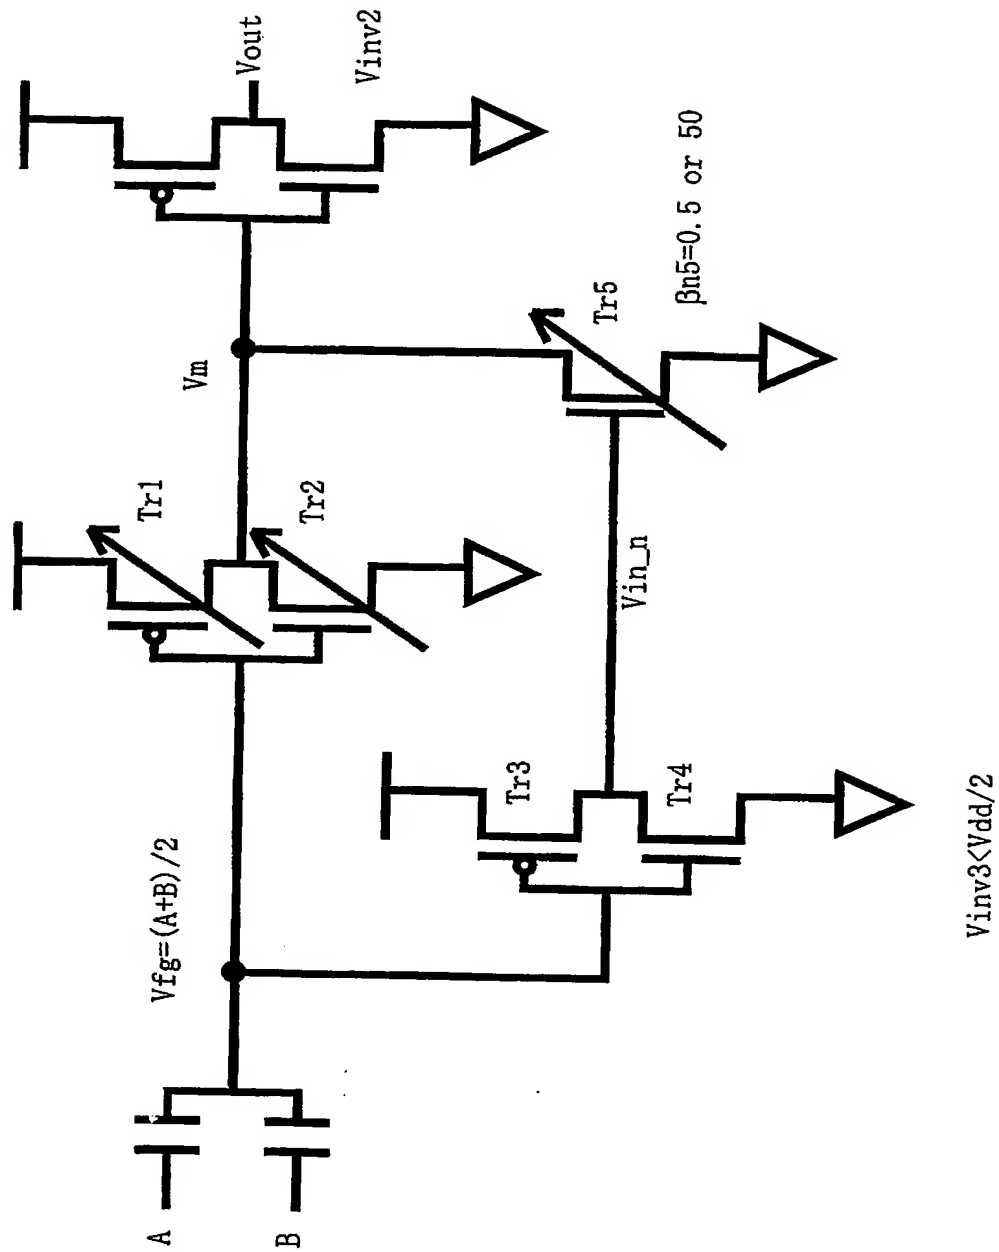 A
B
Vfg=(A+B)/2
Tr1
Tr2
Vm
Vout
Vinv2
Tr3
Tr4
Vin_n
Tr5
βn5=0.5 or 50
Vinv3<Vdd/2